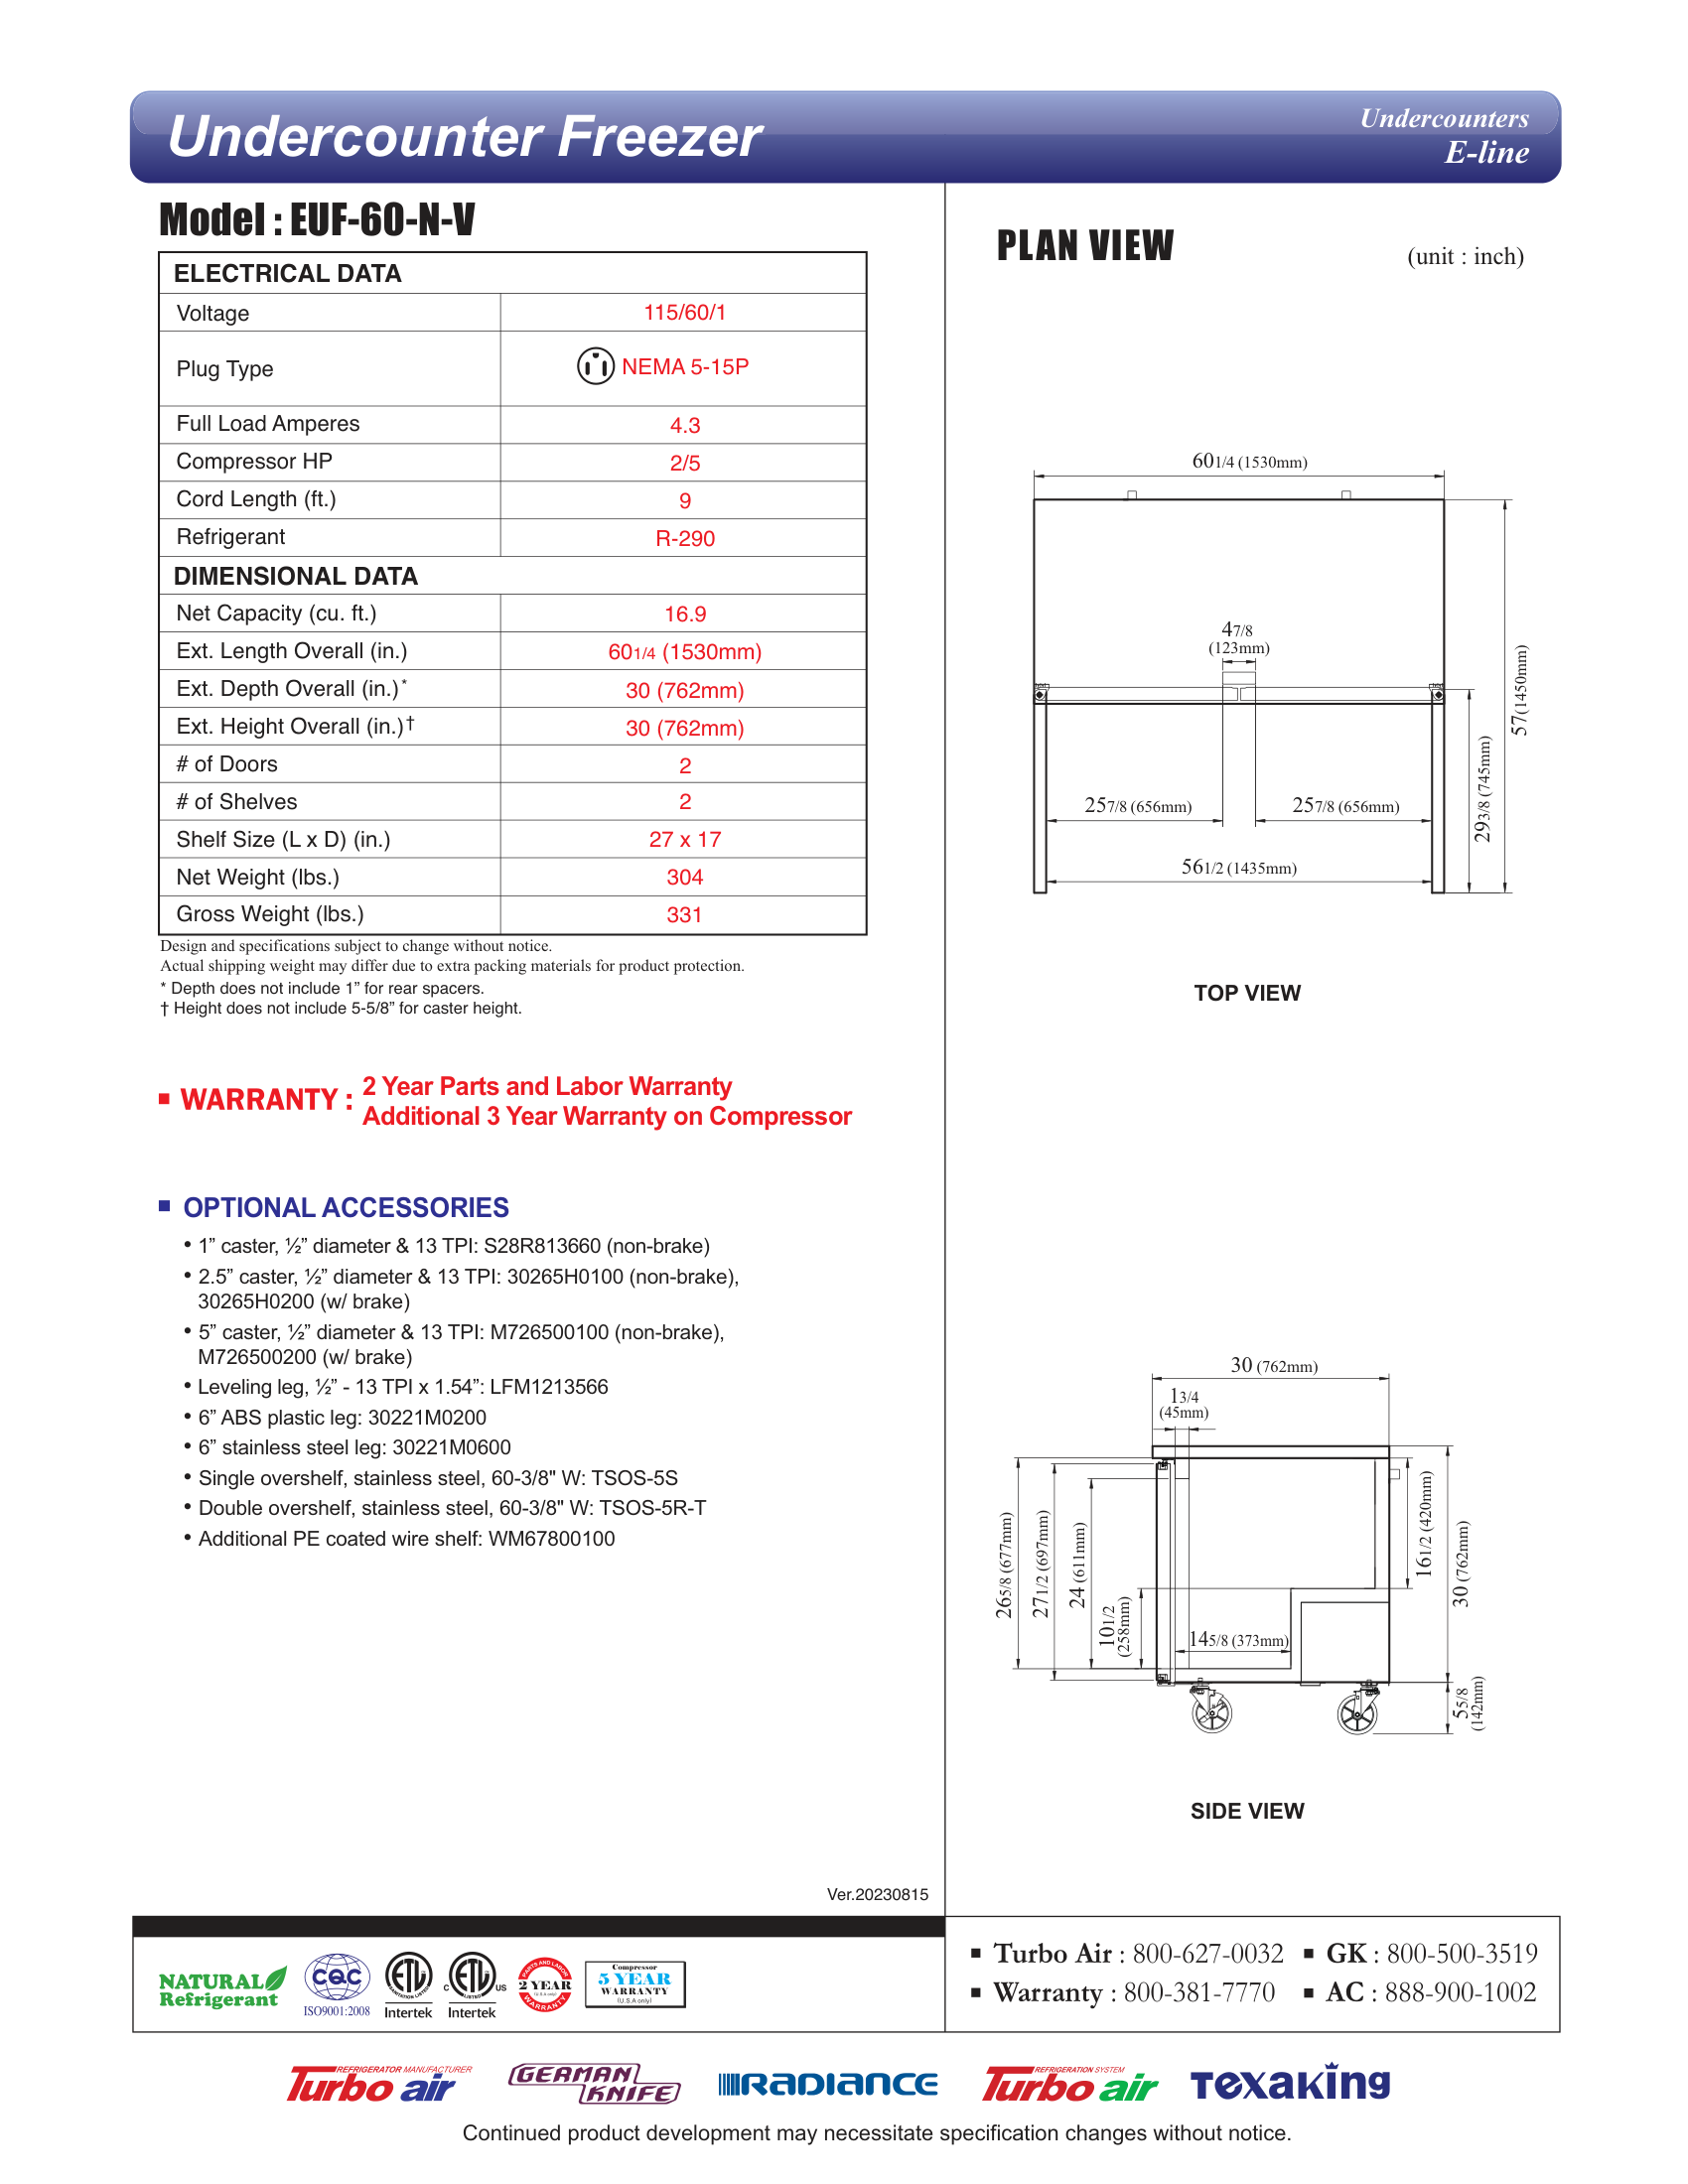 Undercounter Freezer
Undercounters
E-line
Model : EUF-60-N-V
ELECTRICAL DATA
Voltage 115/60/1
Plug Type NEMA 5-15P
Full Load Amperes 4.3
Compressor HP 2/5
Cord Length (ft.) 9
Refrigerant R-290
DIMENSIONAL DATA
Net Capacity (cu. ft.) 16.9
Ext. Length Overall (in.) 60 1/4 (1530mm)
Ext. Depth Overall (in.)* 30 (762mm)
Ext. Height Overall (in.)† 30 (762mm)
# of Doors 2
# of Shelves 2
Shelf Size (L x D) (in.) 27 x 17
Net Weight (lbs.) 304
Gross Weight (lbs.) 331
Design and specifications subject to change without notice.
Actual shipping weight may differ due to extra packing materials for product protection.
* Depth does not include 1” for rear spacers.
† Height does not include 5-5/8” for caster height.
WARRANTY : 2 Year Parts and Labor Warranty
Additional 3 Year Warranty on Compressor
OPTIONAL ACCESSORIES
• 1” caster, ½” diameter & 13 TPI: S28R813660 (non-brake)
• 2.5” caster, ½” diameter & 13 TPI: 30265H0100 (non-brake),
30265H0200 (w/ brake)
• 5” caster, ½” diameter & 13 TPI: M726500100 (non-brake),
M726500200 (w/ brake)
• Leveling leg, ½” - 13 TPI x 1.54”: LFM1213566
• 6” ABS plastic leg: 30221M0200
• 6” stainless steel leg: 30221M0600
• Single overshelf, stainless steel, 60-3/8" W: TSOS-5S
• Double overshelf, stainless steel, 60-3/8" W: TSOS-5R-T
• Additional PE coated wire shelf: WM67800100
Ver.20230815
PLAN VIEW
(unit : inch)
60 1/4 (1530mm)
4 7/8
(123mm)
57 (1450mm)
29 3/8 (745mm)
25 7/8 (656mm)
25 7/8 (656mm)
56 1/2 (1435mm)
TOP VIEW
30 (762mm)
1 3/4
(45mm)
26 5/8 (677mm)
27 1/2 (697mm)
24 (611mm)
10 1/2
(258mm)
14 5/8 (373mm)
16 1/2 (420mm)
30 (762mm)
5 5/8
(142mm)
SIDE VIEW
NATURAL
Refrigerant
CQC
ISO9001:2008
ETL
SANITATION LISTED
Intertek
C ETL US
LISTED
Intertek
PARTS AND LABOR
2 YEAR
(U.S.A only)
WARRANTY
Compressor
5 YEAR
WARRANTY
(U.S.A only)
Turbo Air : 800-627-0032
GK : 800-500-3519
Warranty : 800-381-7770
AC : 888-900-1002
REFRIGERATOR MANUFACTURER
Turbo air
GERMAN
KNIFE
RADIANCE
REFRIGERATION SYSTEM
Turbo air
Texaking
Continued product development may necessitate specification changes without notice.